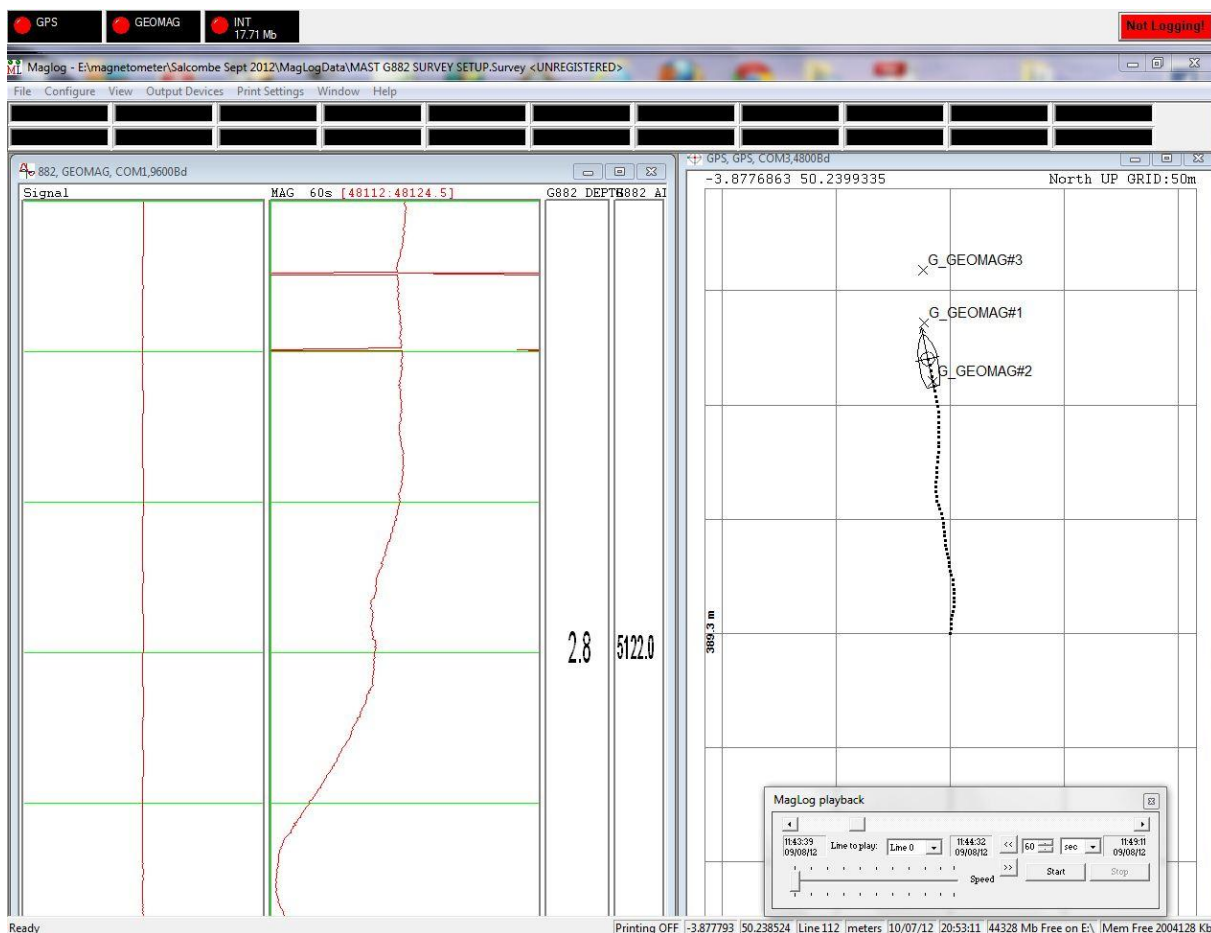 GPS
GEOMAG
INT
17.71 Mb
Not Logging!
Maglog - E:\magnetometer\Salcombe Sept 2012\MagLogData\MAST G882 SURVEY SETUP.Survey <UNREGISTERED>
File Configure View Output Devices Print Settings Window Help
882, GEOMAG, COM1,9600Bd
Signal
MAG 60s [48112:48124.5]
G882 DEPTH
G882 AI
2.8
5122.0
GPS, GPS, COM3,4800Bd
-3.8776863 50.2399335
North UP GRID:50m
G_GEOMAG#3
G_GEOMAG#1
G_GEOMAG#2
389.3 m
MagLog playback
11:43:39
09/08/12
Line to play:
Line 0
11:44:32
09/08/12
<<
>>
60
sec
11:49:11
09/08/12
Speed
Start
Stop
Ready
Printing OFF -3.877793 50.238524 Line 112 meters 10/07/12 20:53:11 44328 Mb Free on E:\ Mem Free 2004128 Kb